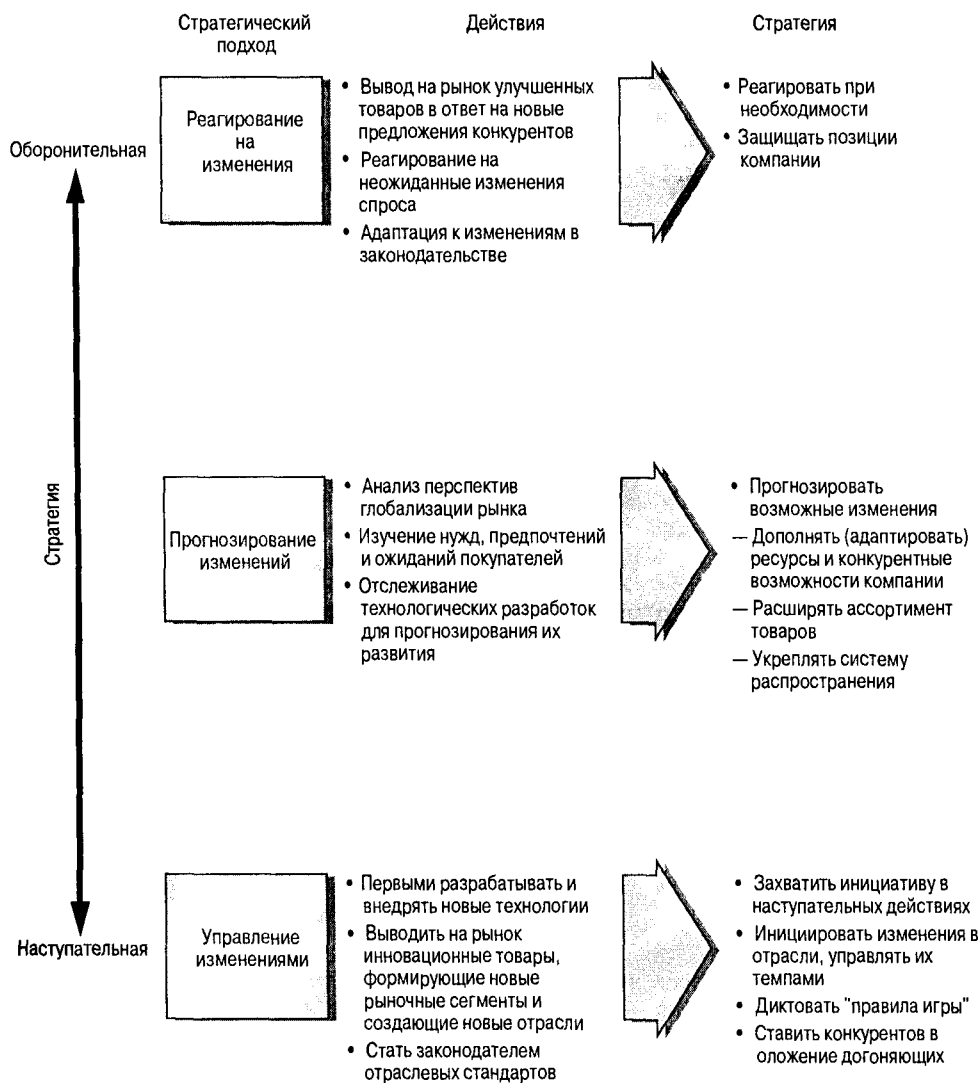 Стратегический
подход
Действия
Стратегия
Оборонительная
Стратегия
Наступательная
Реагирование
на
изменения
• Вывод на рынок улучшенных
товаров в ответ на новые
предложения конкурентов
• Реагирование на
неожиданные изменения
спроса
• Адаптация к изменениям в
законодательстве
• Реагировать при
необходимости
• Защищать позиции
компании
Прогнозирование
изменений
• Анализ перспектив
глобализации рынка
• Изучение нужд, предпочтений
и ожиданий покупателей
• Отслеживание
технологических разработок
для прогнозирования их
развития
• Прогнозировать
возможные изменения
— Дополнять (адаптировать)
ресурсы и конкурентные
возможности компании
— Расширять ассортимент
товаров
— Укреплять систему
распространения
Управление
изменениями
• Первыми разрабатывать и
внедрять новые технологии
• Выводить на рынок
инновационные товары,
формирующие новые
рыночные сегменты и
создающие новые отрасли
• Стать законодателем
отраслевых стандартов
• Захватить инициативу в
наступательных действиях
• Инициировать изменения в
отрасли, управлять их
темпами
• Диктовать "правила игры"
• Ставить конкурентов в
оложение догоняющих